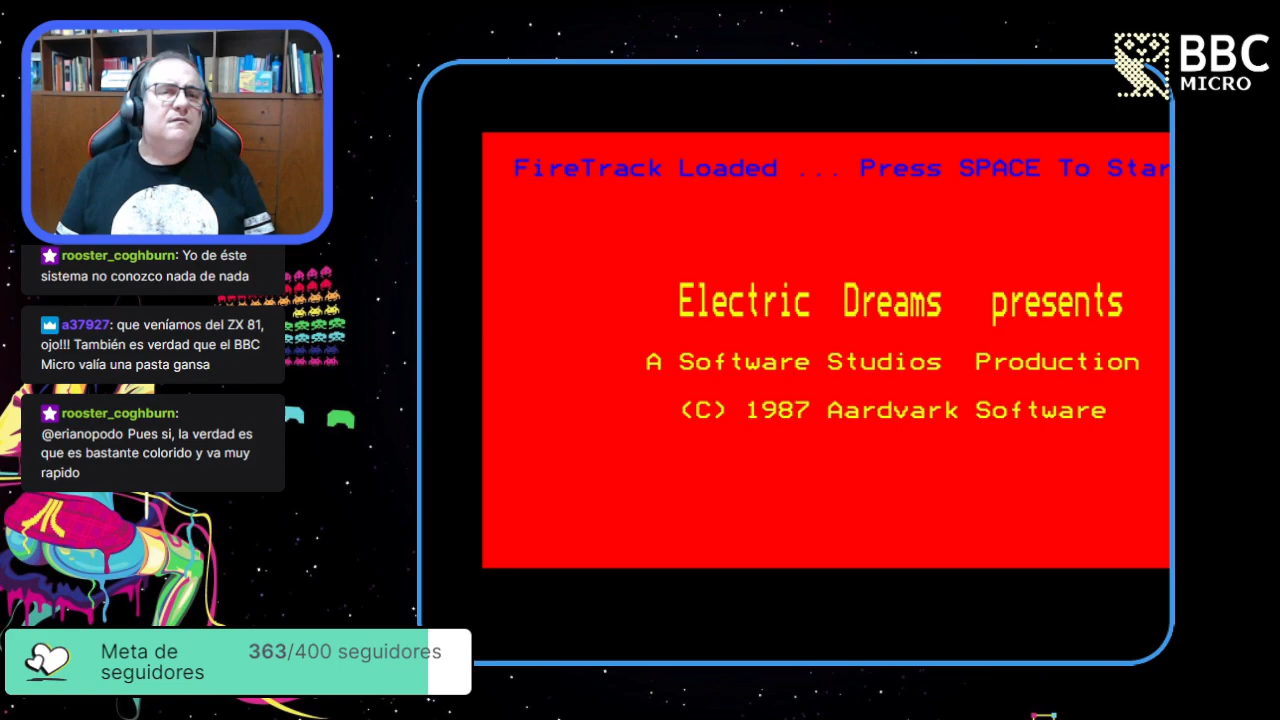 BBC
MICRO
FireTrack Loaded ... Press SPACE To Star
Electric Dreams presents
A Software Studios Production
(C) 1987 Aardvark Software
rooster_coghburn: Yo de éste
sistema no conozco nada de nada
a37927: que veníamos del ZX 81,
ojo!!! También es verdad que el BBC
Micro valía una pasta gansa
rooster_coghburn:
@erianopodo Pues si, la verdad es
que es bastante colorido y va muy
rapido
Meta de
seguidores
363/400 seguidores